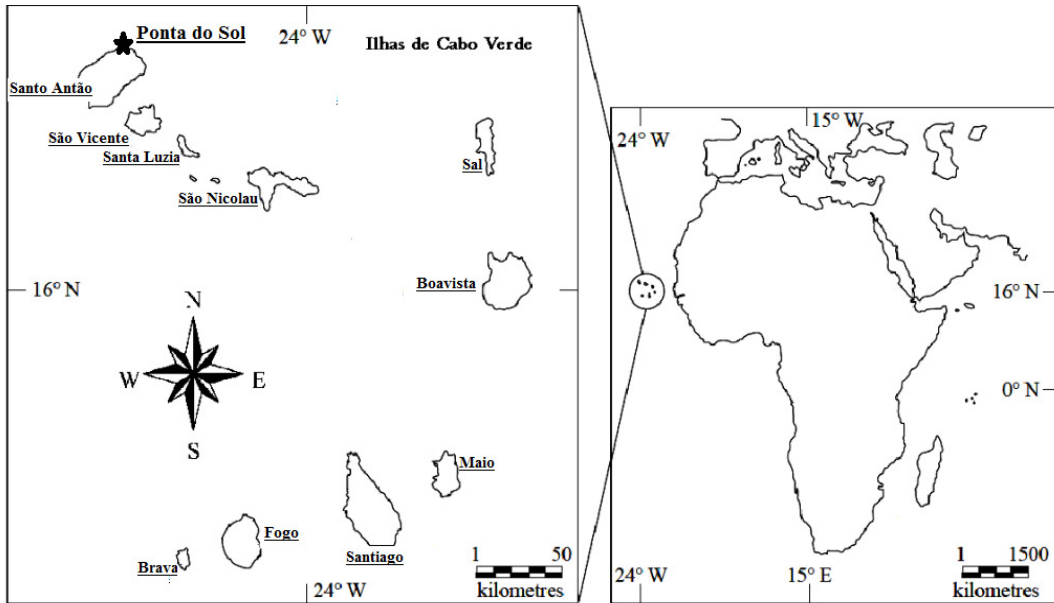 Ponta do Sol
24° W
Ilhas de Cabo Verde
Santo Antão
São Vicente
Santa Luzia
São Nicolau
Sal
Boavista
16° N
N
W
E
S
Maio
Fogo
Santiago
Brava
1 50
kilometres
24° W
24° W
15° W
16° N
0° N
24° W
15° E
1 1500
kilometres